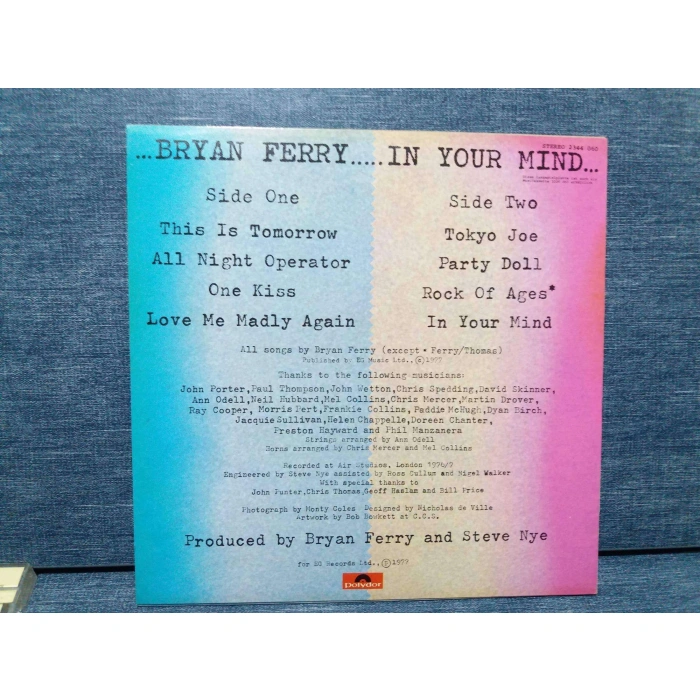 STEREO 2344 060
...BRYAN FERRY.....IN YOUR MIND...
Side One
This Is Tomorrow
All Night Operator
One Kiss
Love Me Madly Again
Side Two
Tokyo Joe
Party Doll
Rock Of Ages*
In Your Mind
All songs by Bryan Ferry (except * Ferry/Thomas)
Published by EG Music Ltd.,©1977
Thanks to the following musicians:
John Porter,Paul Thompson,John Wetton,Chris Spedding,David Skinner,
Ann Odell,Neil Hubbard,Mel Collins,Chris Mercer,Martin Drover,
Ray Cooper, Morris Pert,Frankie Collins,Paddie McHugh,Dyan Birch,
Jacquie Sullivan,Helen Chappelle,Doreen Chanter,
Preston Hayward and Phil Manzanera
Strings arranged by Ann Odell
Horns arranged by Chris Mercer and Mel Collins
Recorded at Air Studios, London 1976/7
Engineered by Steve Nye assisted by Ross Cullum and Nigel Walker
With special thanks to
John Punter,Chris Thomas,Geoff Haslam and Bill Price
Photograph by Monty Coles Designed by Nicholas de Ville
Artwork by Bob Bowkett at C.C.S.
Produced by Bryan Ferry and Steve Nye
for EG Records Ltd.,℗1977
Polydor